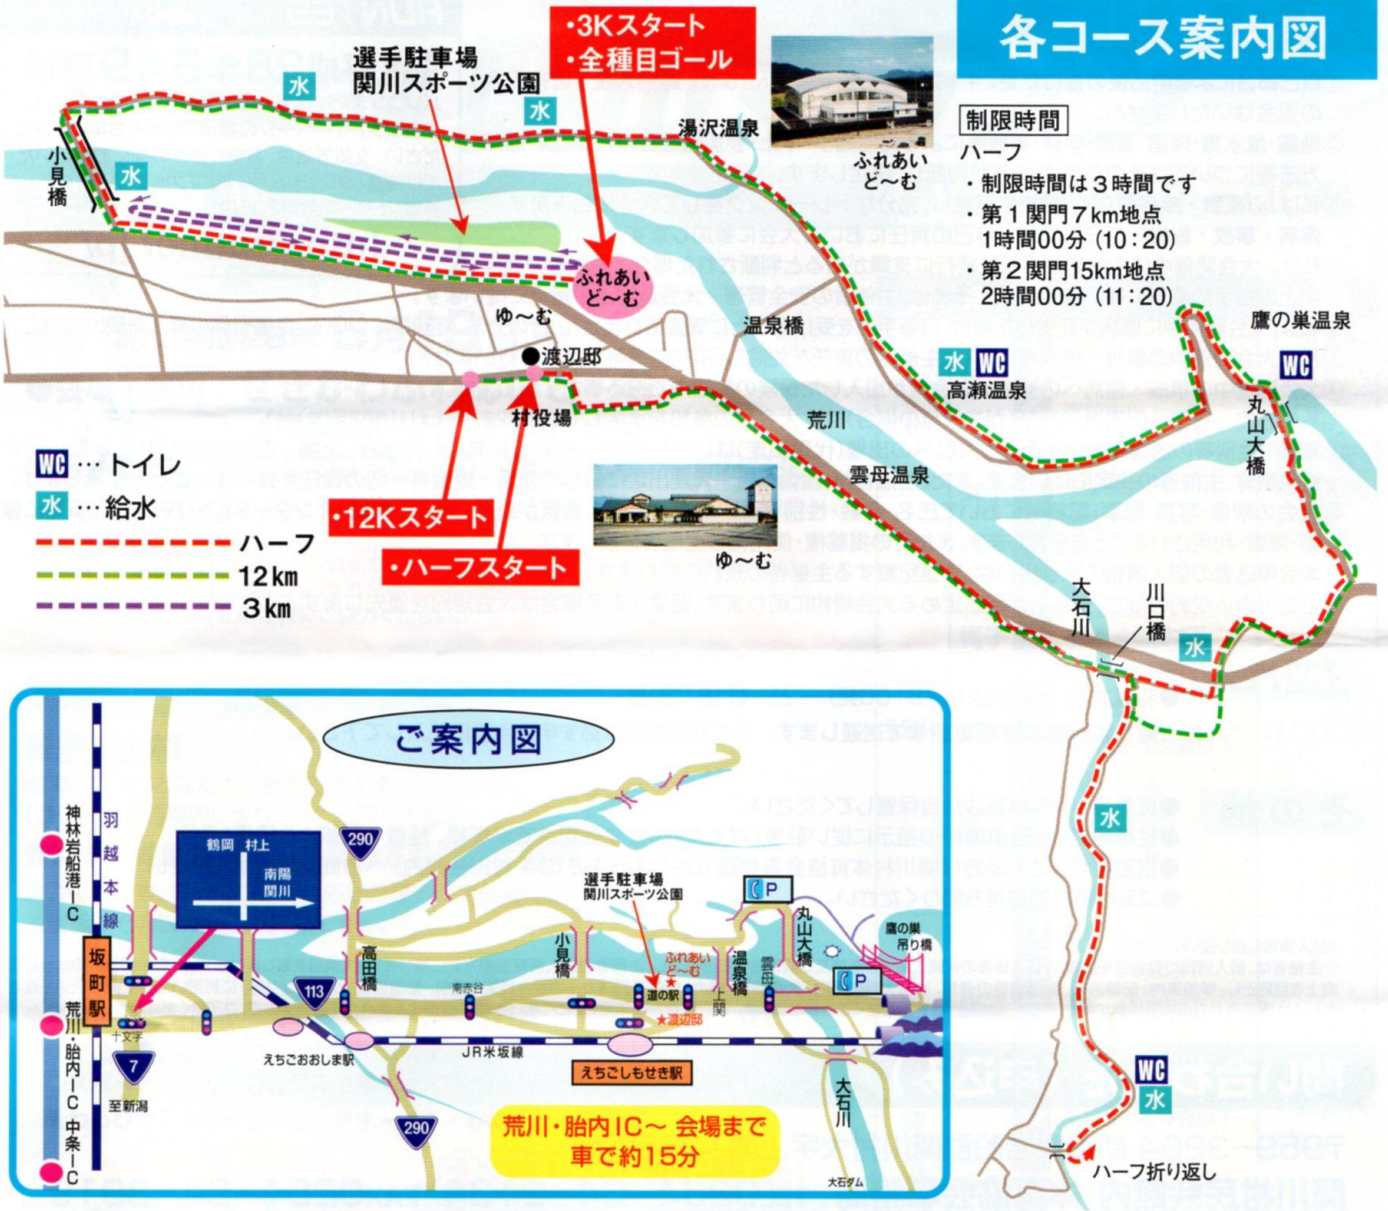 各コース案内図
・3Kスタート
・全種目ゴール
選手駐車場
関川スポーツ公園
水
水
湯沢温泉
ふれあい
ど〜む
制限時間
ハーフ
・制限時間は3時間です
・第1関門7km地点
1時間00分(10:20)
・第2関門15km地点
2時間00分(11:20)
小見橋
水
ふれあい
ど〜む
ゆ〜む
渡辺邸
村役場
温泉橋
荒川
水 WC
高瀬温泉
鷹の巣温泉
WC
丸山大橋
雲母温泉
ゆ〜む
WC…トイレ
水…給水
ハーフ
12km
3km
・12Kスタート
・ハーフスタート
大石川
川口橋
水
水
WC
水
ハーフ折り返し
ご案内図
神林岩船港IC
羽越本線
鶴岡 村上
南陽
関川
290
坂町駅
荒川・胎内IC
中条IC
十文字
7
至新潟
113
高田橋
えちごおおしま駅
南赤谷
JR米坂線
小見橋
選手駐車場
関川スポーツ公園
ふれあい
ど〜む
★
道の駅
★渡辺邸
えちごしもせき駅
上関
温泉橋
雲母
P
丸山大橋
P
鷹の巣
吊り橋
大石川
大石ダム
290
荒川・胎内IC〜会場まで
車で約15分